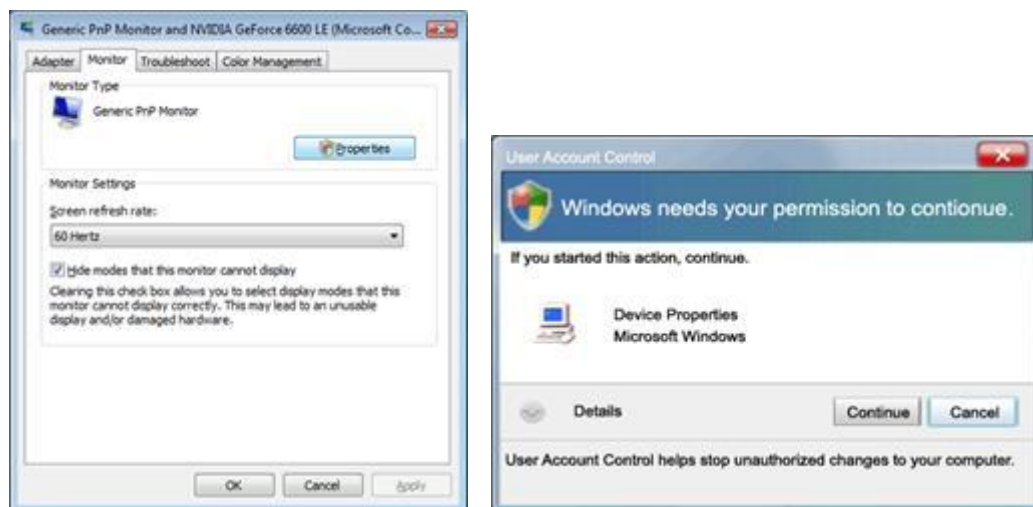 Generic PnP Monitor and NVIDIA GeForce 6600 LE (Microsoft Co...
Adapter Monitor Troubleshoot Color Management
Monitor Type
Generic PnP Monitor
Properties
Monitor Settings
Screen refresh rate:
60 Hertz
Hide modes that this monitor cannot display
Clearing this check box allows you to select display modes that this
monitor cannot display correctly. This may lead to an unusable
display and/or damaged hardware.
OK Cancel Apply
User Account Control
Windows needs your permission to contionue.
If you started this action, continue.
Device Properties
Microsoft Windows
Details Continue Cancel
User Account Control helps stop unauthorized changes to your computer.